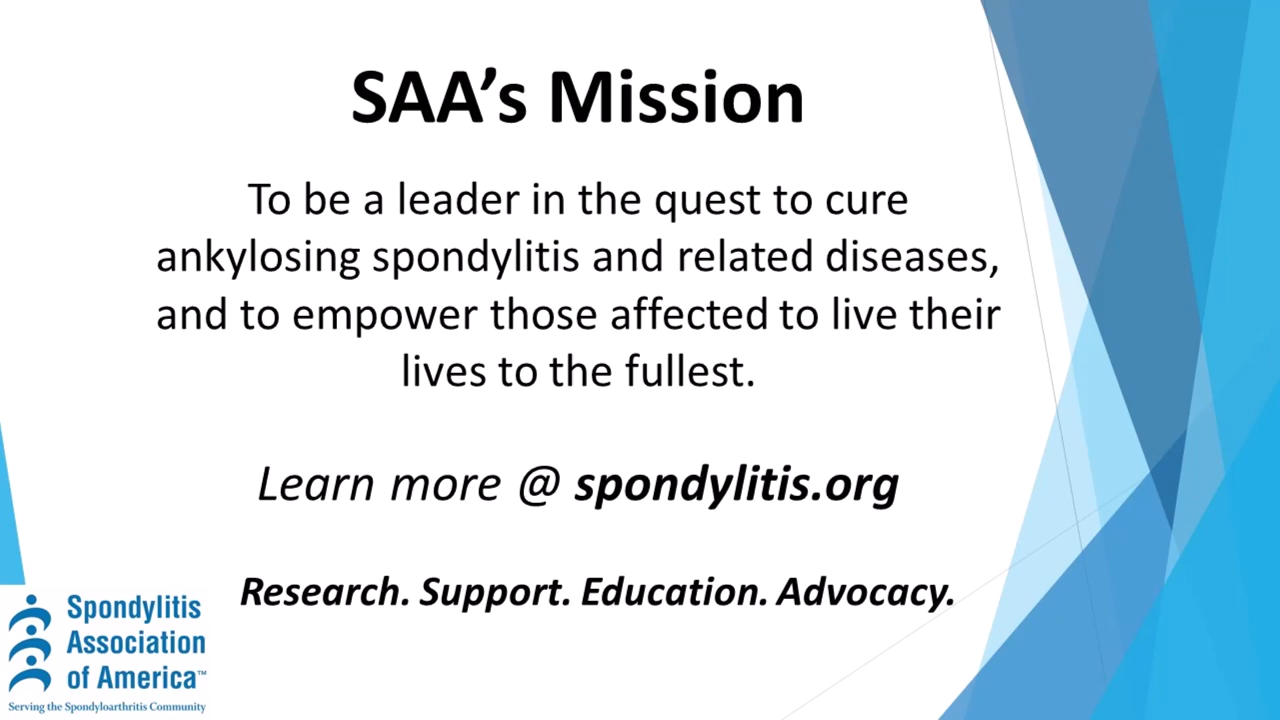 SAA’s Mission
To be a leader in the quest to cure
ankylosing spondylitis and related diseases,
and to empower those affected to live their
lives to the fullest.
Learn more @ spondylitis.org
Research. Support. Education. Advocacy.
Spondylitis
Association
of America™
Serving the Spondyloarthritis Community